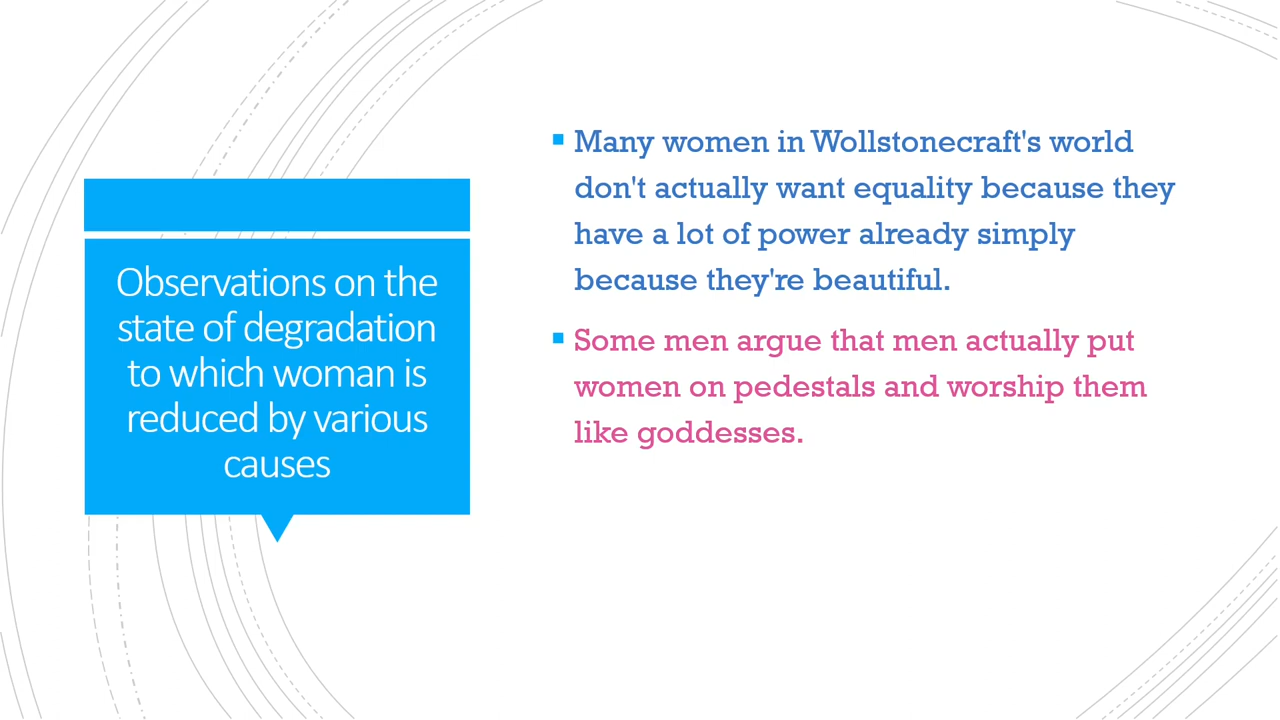 Observations on the
state of degradation
to which woman is
reduced by various
causes
Many women in Wollstonecraft's world
don't actually want equality because they
have a lot of power already simply
because they're beautiful.
Some men argue that men actually put
women on pedestals and worship them
like goddesses.